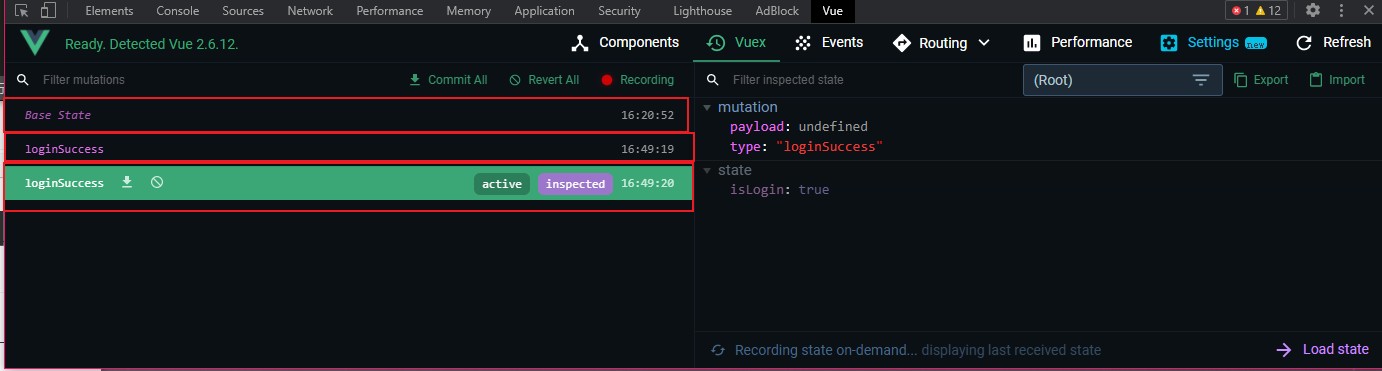 Elements Console Sources Network Performance Memory Application Security Lighthouse AdBlock Vue 1 12
Ready. Detected Vue 2.6.12. Components Vuex Events Routing Performance Settings new Refresh
Filter mutations Commit All Revert All Recording
Filter inspected state (Root) Export Import
Base State 16:20:52
loginSuccess 16:49:19
loginSuccess active inspected 16:49:20
mutation
payload: undefined
type: "loginSuccess"
state
isLogin: true
Recording state on-demand... displaying last received state Load state